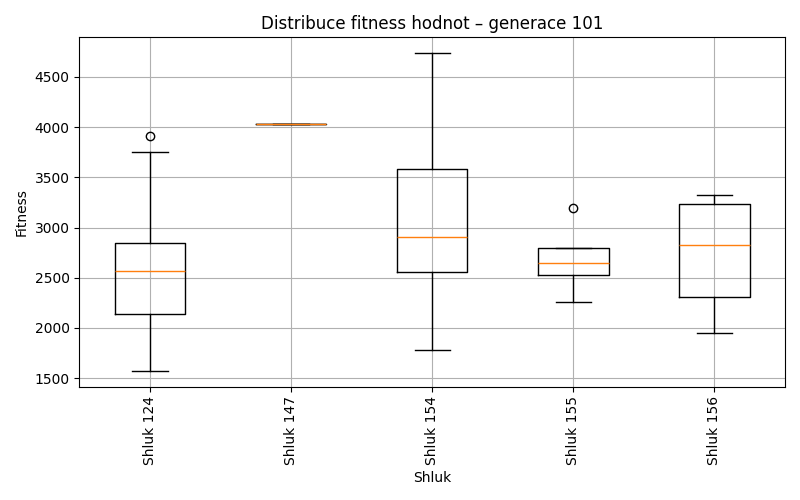 Distribuce fitness hodnot – generace 101
Fitness
4500
4000
3500
3000
2500
2000
1500
Shluk 124
Shluk 147
Shluk 154
Shluk 155
Shluk 156
Shluk